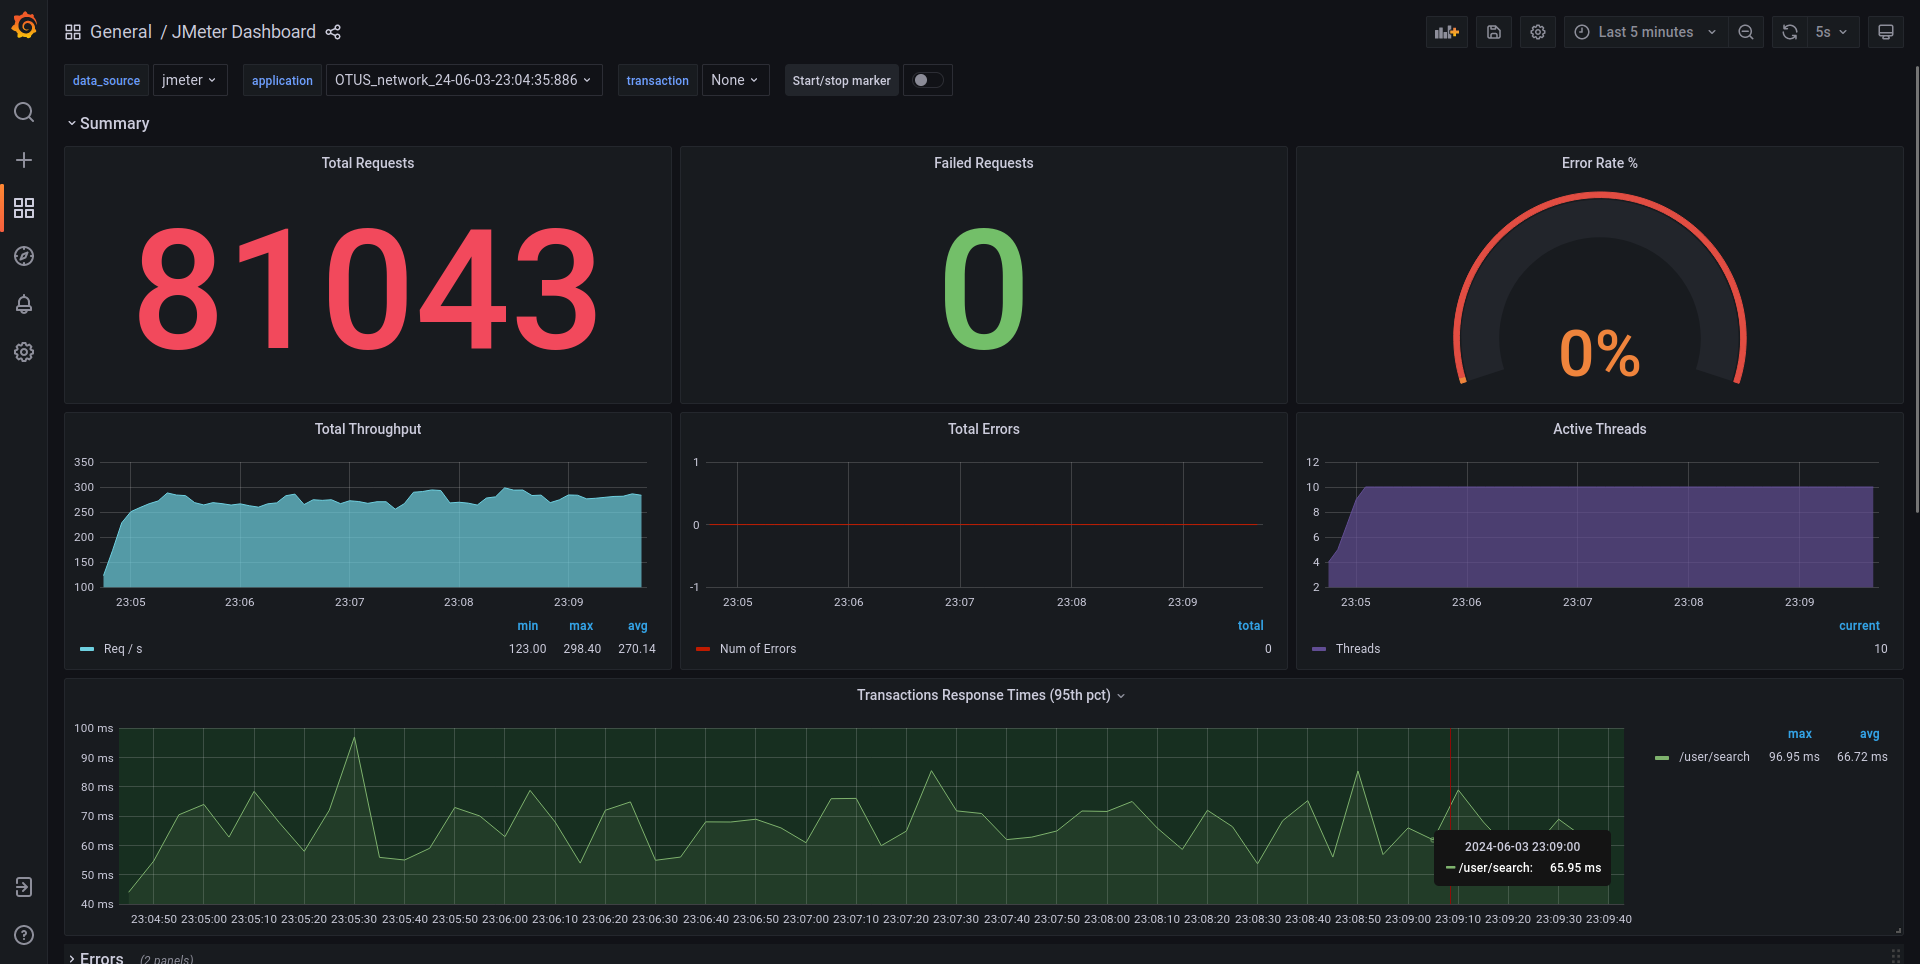 General / JMeter Dashboard
Last 5 minutes 5s
data_source jmeter application OTUS_network_24-06-03-23:04:35:886 transaction None Start/stop marker
Summary
Total Requests
81043
Failed Requests
0
Error Rate %
0%
Total Throughput
350
300
250
200
150
100
23:05 23:06 23:07 23:08 23:09
min max avg
Req / s 123.00 298.40 270.14
Total Errors
1
0
-1
23:05 23:06 23:07 23:08 23:09
total
Num of Errors 0
Active Threads
12
10
8
6
4
2
23:05 23:06 23:07 23:08 23:09
current
Threads 10
Transactions Response Times (95th pct)
100 ms
90 ms
80 ms
70 ms
60 ms
50 ms
40 ms
23:04:50 23:05:00 23:05:10 23:05:20 23:05:30 23:05:40 23:05:50 23:06:00 23:06:10 23:06:20 23:06:30 23:06:40 23:06:50 23:07:00 23:07:10 23:07:20 23:07:30 23:07:40 23:07:50 23:08:00 23:08:10 23:08:20 23:08:30 23:08:40 23:08:50 23:09:00 23:09:10 23:09:20 23:09:30 23:09:40
max avg
/user/search 96.95 ms 66.72 ms
2024-06-03 23:09:00
/user/search: 65.95 ms
Errors (2 panels)